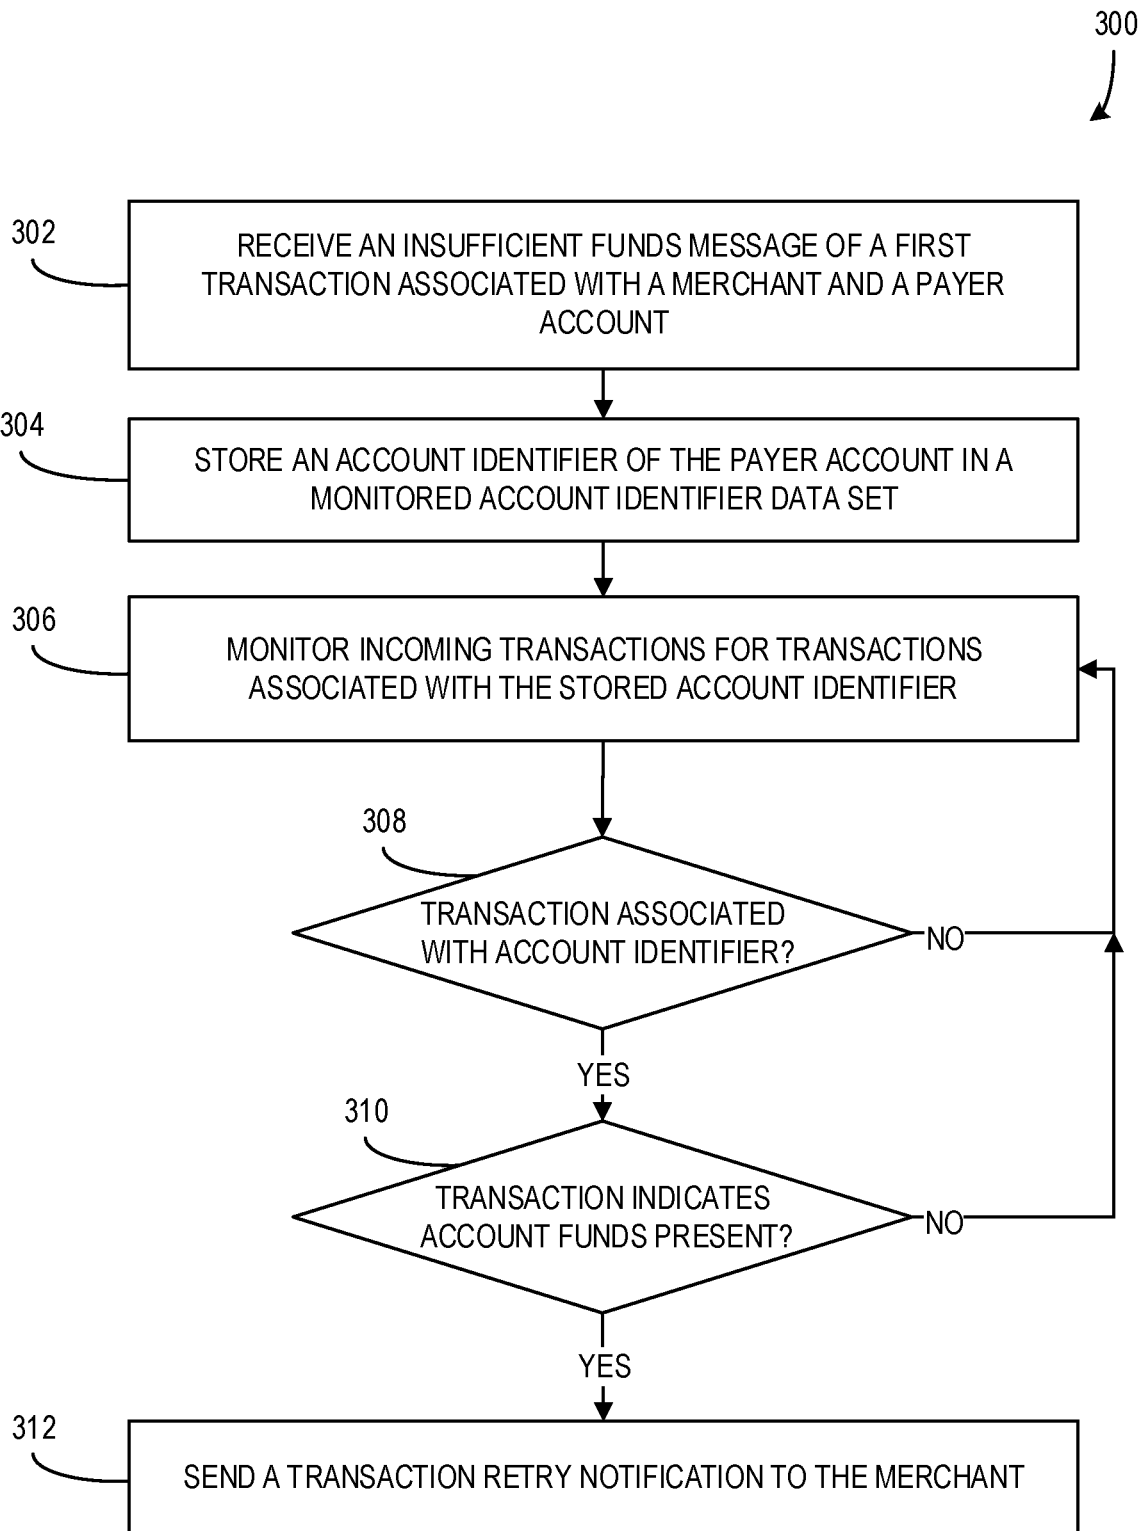 300
302
RECEIVE AN INSUFFICIENT FUNDS MESSAGE OF A FIRST
TRANSACTION ASSOCIATED WITH A MERCHANT AND A PAYER
ACCOUNT
304
STORE AN ACCOUNT IDENTIFIER OF THE PAYER ACCOUNT IN A
MONITORED ACCOUNT IDENTIFIER DATA SET
306
MONITOR INCOMING TRANSACTIONS FOR TRANSACTIONS
ASSOCIATED WITH THE STORED ACCOUNT IDENTIFIER
308
TRANSACTION ASSOCIATED
WITH ACCOUNT IDENTIFIER?
NO
YES
310
TRANSACTION INDICATES
ACCOUNT FUNDS PRESENT?
NO
YES
312
SEND A TRANSACTION RETRY NOTIFICATION TO THE MERCHANT